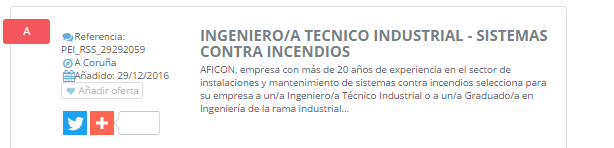 A
Referencia:
PEI_RSS_29292059
A Coruña
Añadido: 29/12/2016
Añadir oferta
INGENIERO/A TECNICO INDUSTRIAL - SISTEMAS
CONTRA INCENDIOS
AFICON, empresa con más de 20 años de experiencia en el sector de
instalaciones y mantenimiento de sistemas contra incendios selecciona para
su empresa a un/a Ingeniero/a Técnico Industrial o a un/a Graduado/a en
Ingeniería de la rama industrial...